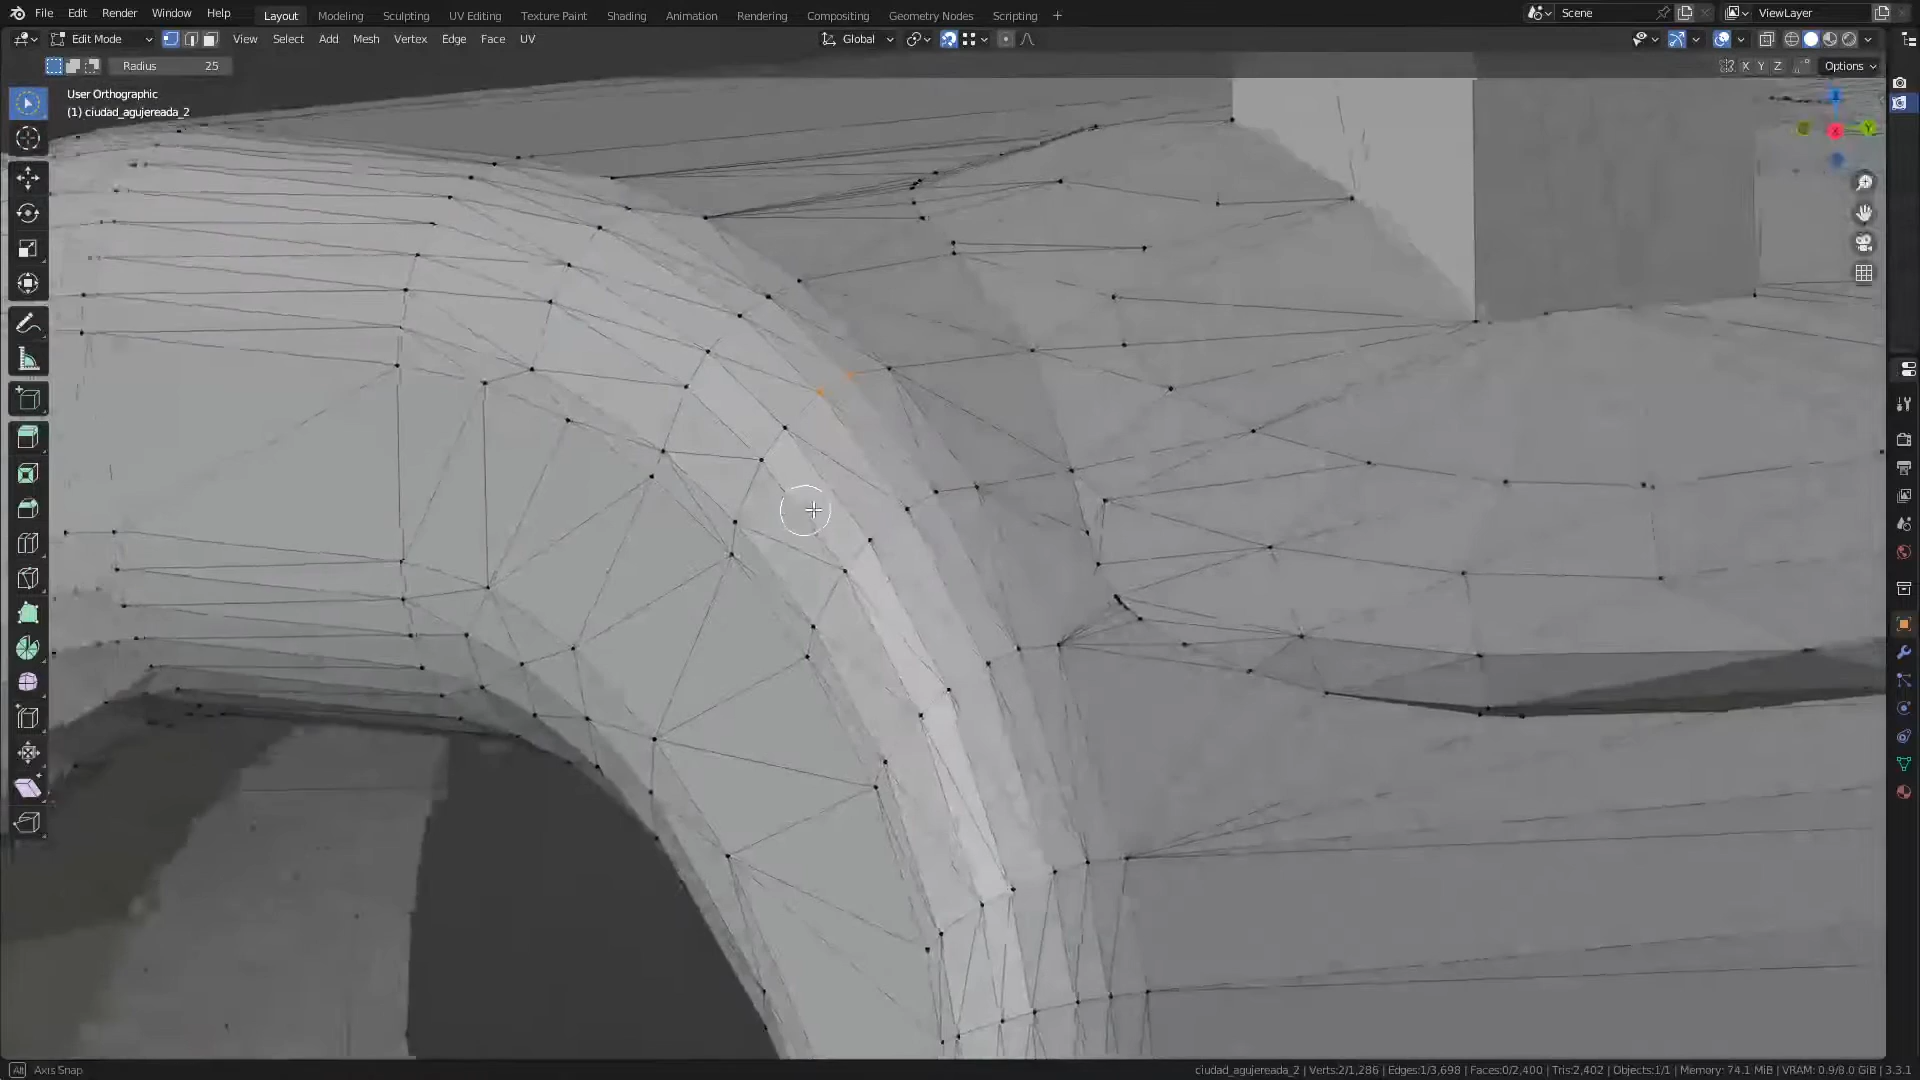 File Edit Render Window Help Layout Modeling Sculpting UV Editing Texture Paint Shading Animation Rendering Compositing Geometry Nodes Scripting + Scene ViewLayer
Edit Mode View Select Add Mesh Vertex Edge Face UV Global
Radius 25 X Y Z Options
User Orthographic
(1) ciudad_agujereada_2
Y
X
Alt Axis Snap ciudad_agujereada_2 | Verts:2/1,286 | Edges:1/3,698 | Faces:0/2,400 | Tris:2,402 | Objects:1/1 | Memory: 74.1 MiB | VRAM: 0.9/8.0 GiB | 3.3.1